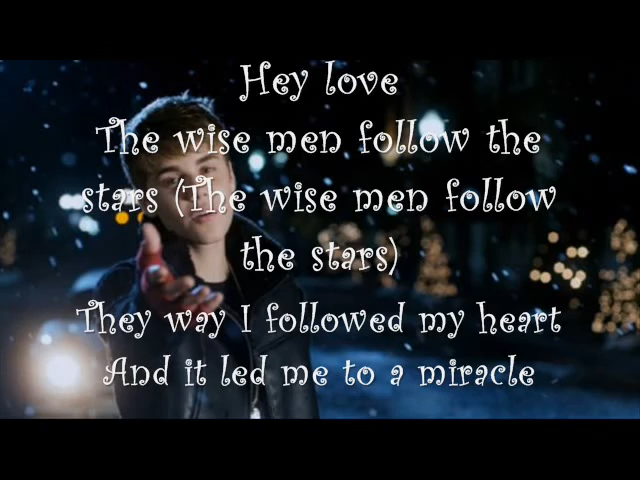 Hey love
The wise men follow the
stars (The wise men follow
the stars)
They way I followed my heart
And it led me to a miracle